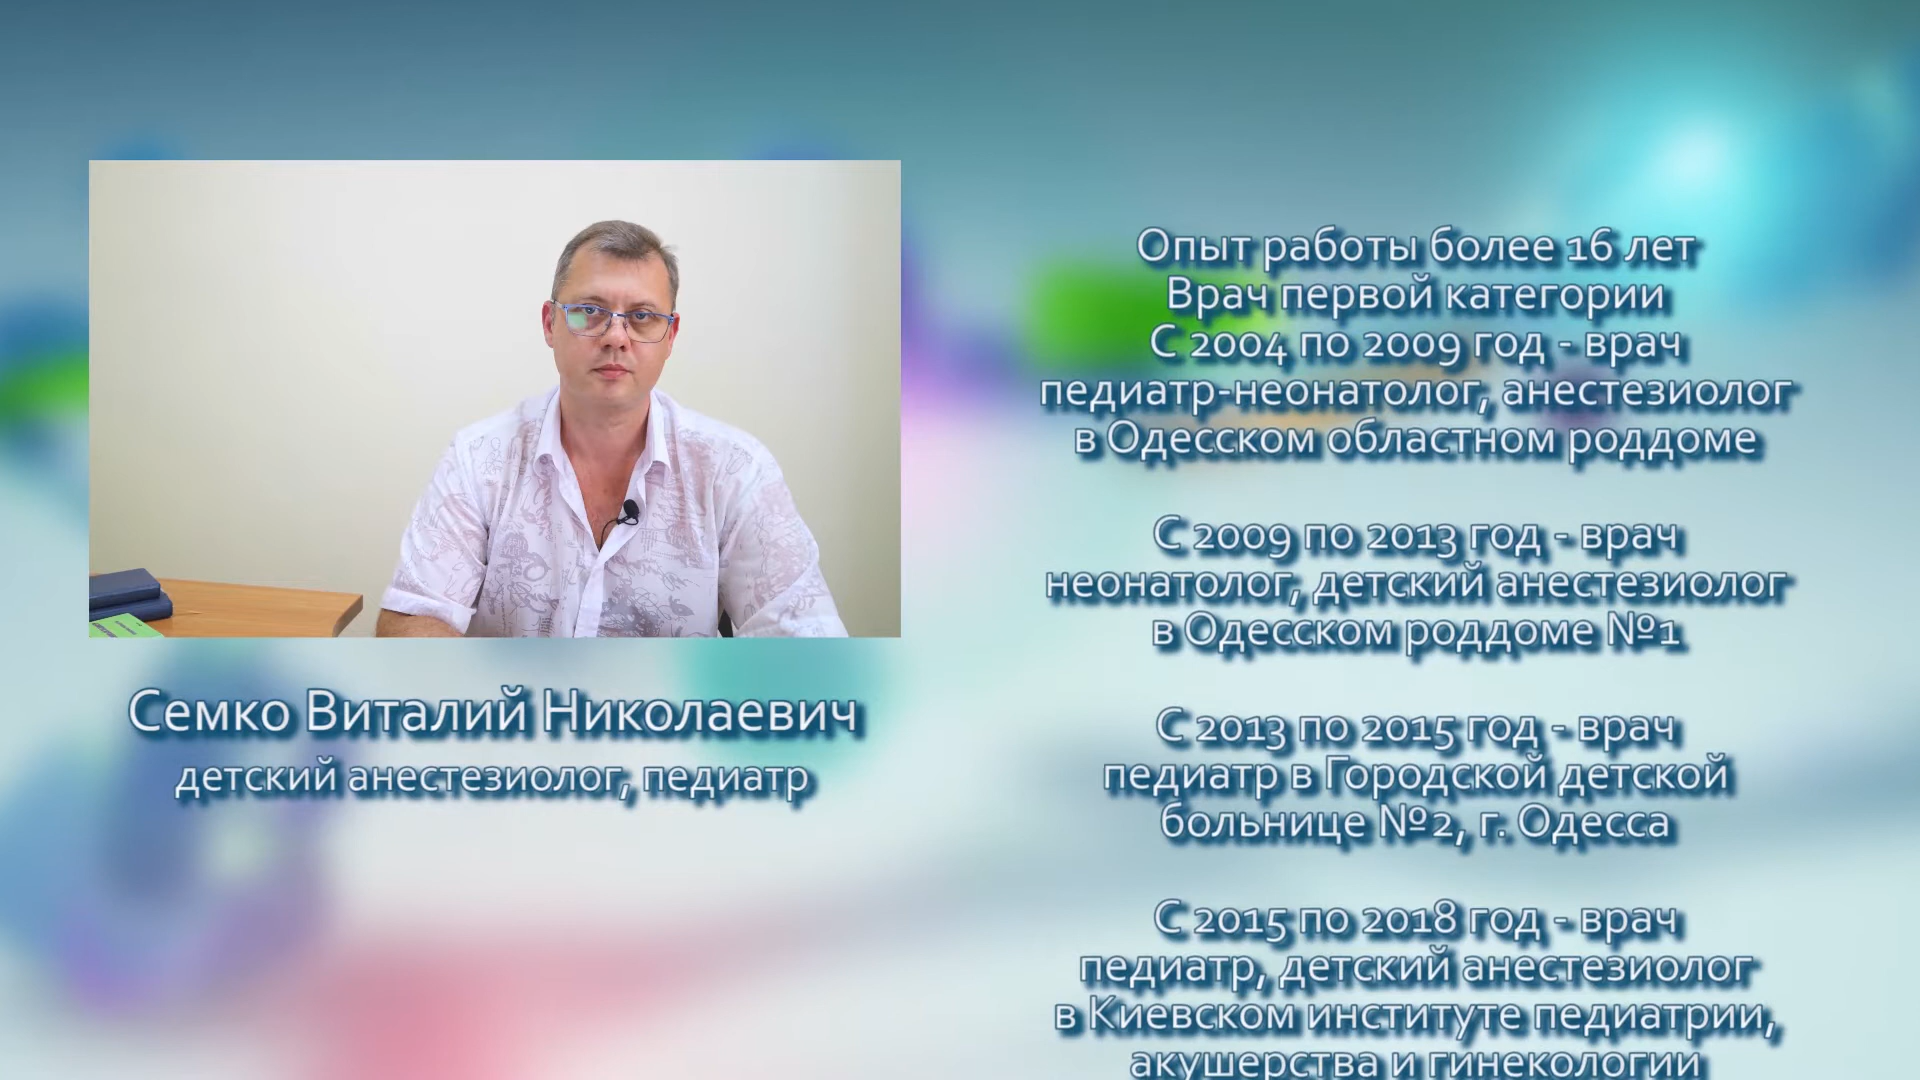 Семко Виталий Николаевич
детский анестезиолог, педиатр
Опыт работы более 16 лет
Врач первой категории
С 2004 по 2009 год - врач
педиатр-неонатолог, анестезиолог
в Одесском областном роддоме
С 2009 по 2013 год - врач
неонатолог, детский анестезиолог
в Одесском роддоме №1
С 2013 по 2015 год - врач
педиатр в Городской детской
больнице №2, г. Одесса
С 2015 по 2018 год - врач
педиатр, детский анестезиолог
в Киевском институте педиатрии,
акушерства и гинекологии